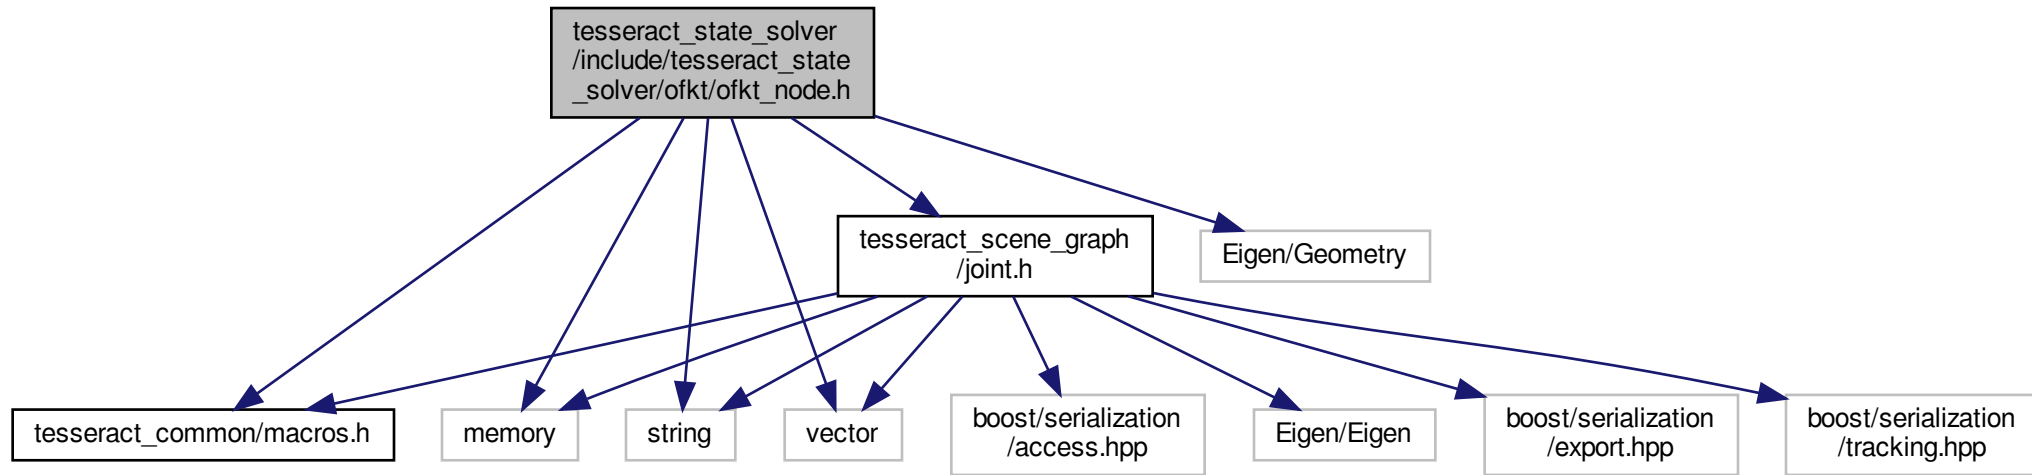 tesseract_state_solver
/include/tesseract_state
_solver/ofkt/ofkt_node.h
tesseract_scene_graph
/joint.h
Eigen/Geometry
tesseract_common/macros.h
memory
string
vector
boost/serialization
/access.hpp
Eigen/Eigen
boost/serialization
/export.hpp
boost/serialization
/tracking.hpp